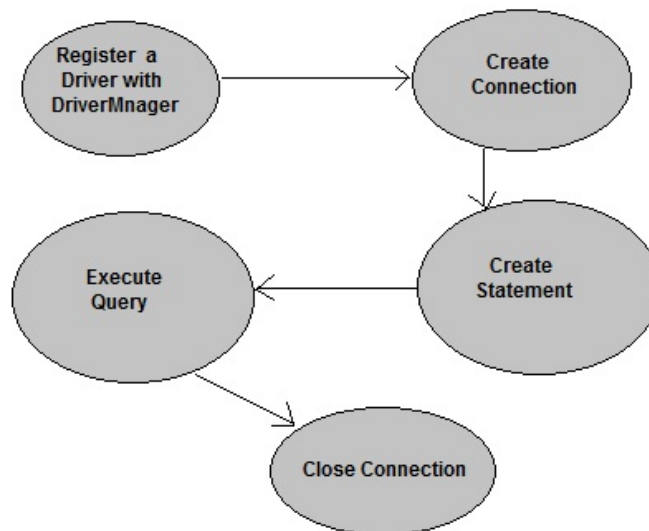 Register a
Driver with
DriverMnager
Create
Connection
Create
Statement
Execute
Query
Close Connection